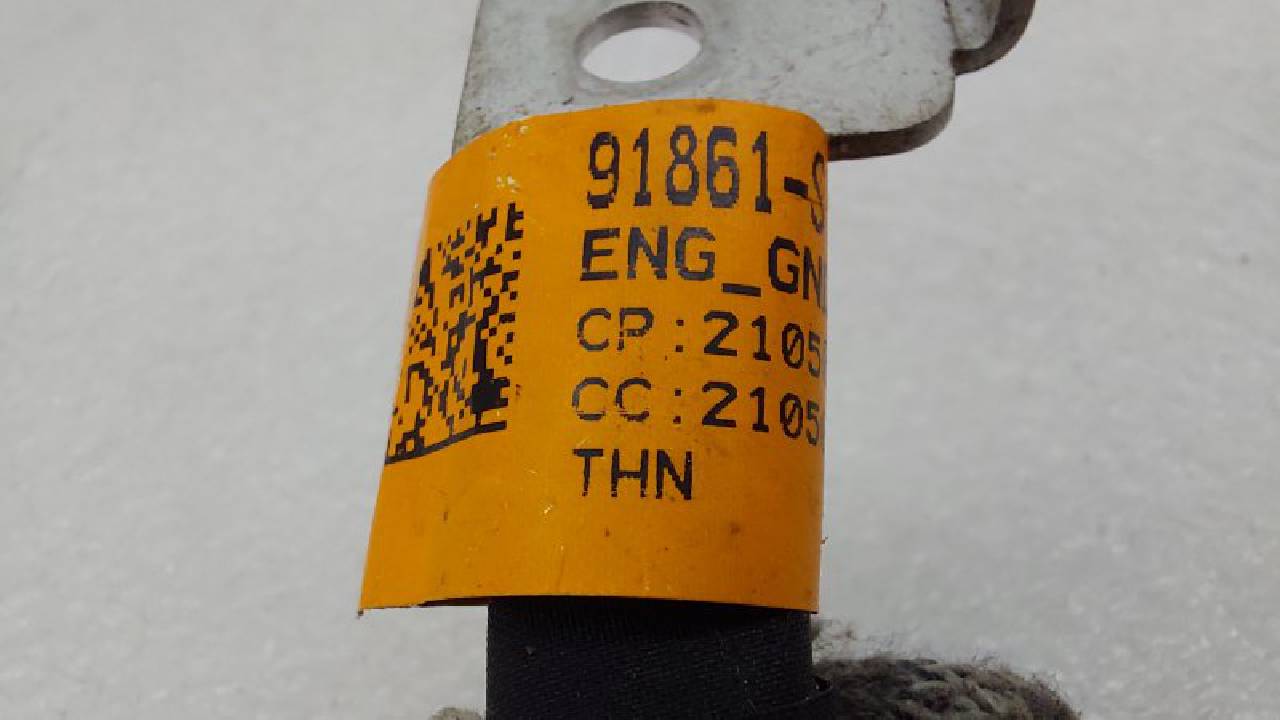 91861-S
ENG_GN
CP:2105
CC:2105
THN